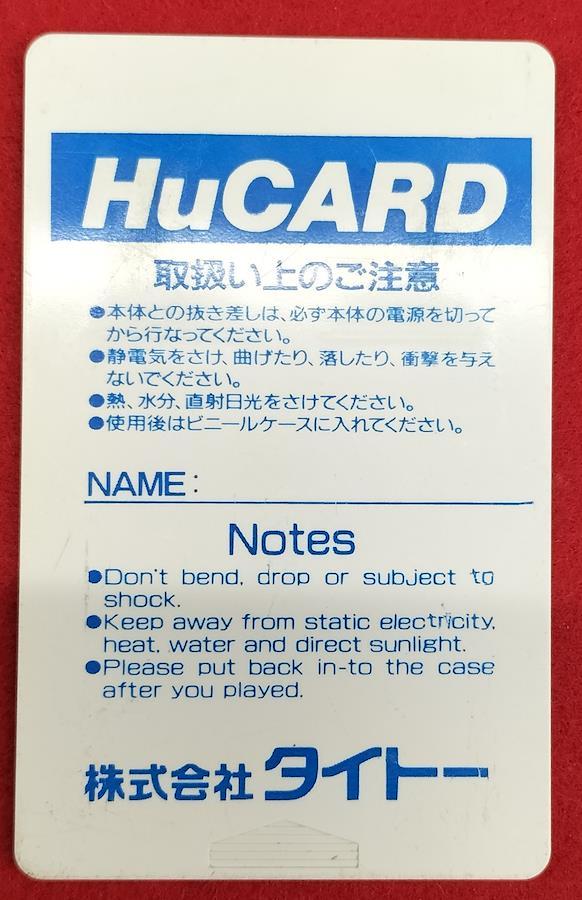 HuCARD
取扱い上のご注意
●本体との抜き差しは、必ず本体の電源を切って
から行なってください。
●静電気をさけ、曲げたり、落したり、衝撃を与え
ないでください。
●熱、水分、直射日光をさけてください。
●使用後はビニールケースに入れてください。
NAME:
Notes
●Don't bend, drop or subject to
shock.
●Keep away from static electricity,
heat, water and direct sunlight.
●Please put back in-to the case
after you played.
株式会社 タイトー